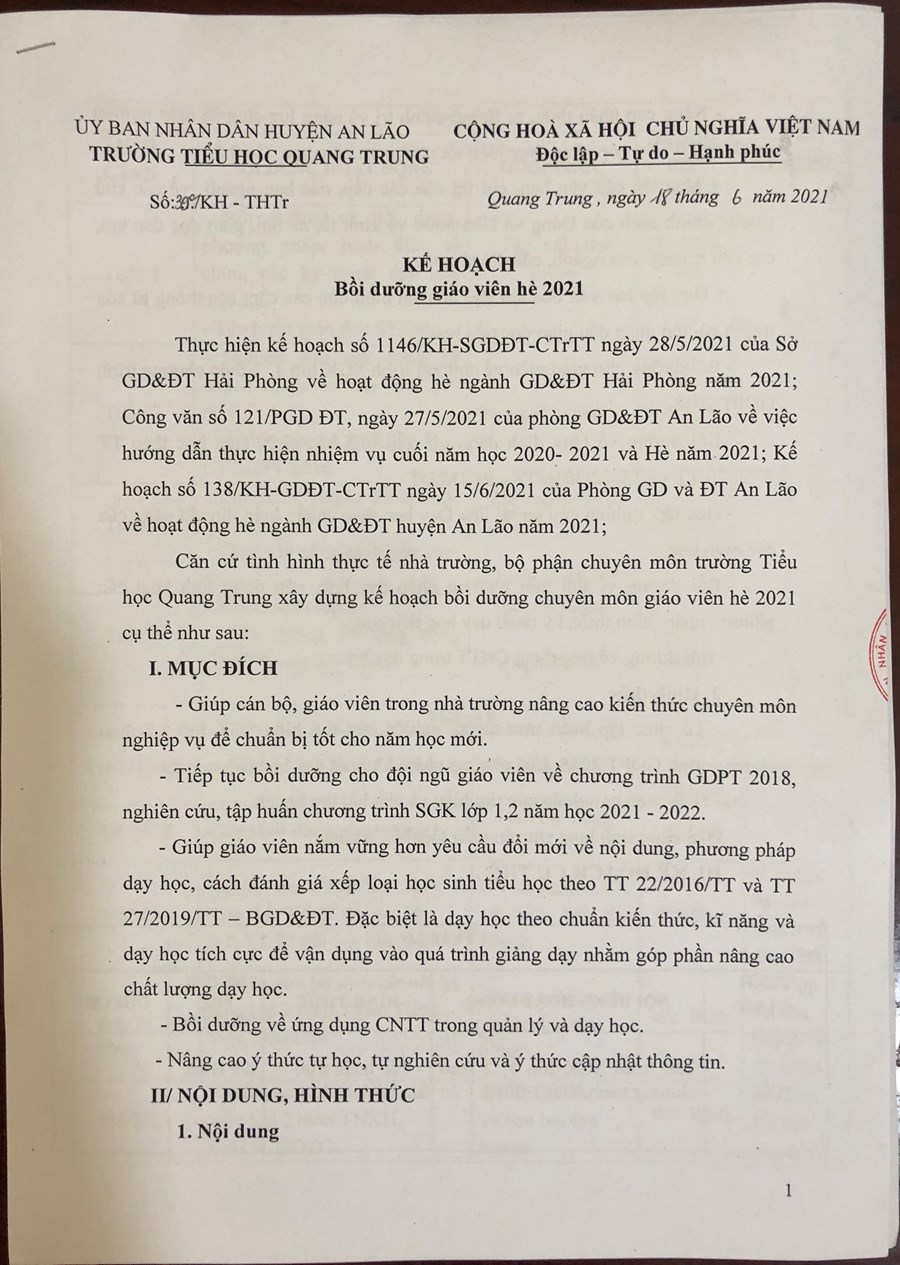 ỦY BAN NHÂN DÂN HUYỆN AN LÃO
TRƯỜNG TIỂU HỌC QUANG TRUNG
Số: /KH - THTr
CỘNG HOÀ XÃ HỘI CHỦ NGHĨA VIỆT NAM
Độc lập – Tự do – Hạnh phúc
Quang Trung, ngày 18 tháng 6 năm 2021
KẾ HOẠCH
Bồi dưỡng giáo viên hè 2021
Thực hiện kế hoạch số 1146/KH-SGDĐT-CTrTT ngày 28/5/2021 của Sở
GD&ĐT Hải Phòng về hoạt động hè ngành GD&ĐT Hải Phòng năm 2021;
Công văn số 121/PGD ĐT, ngày 27/5/2021 của phòng GD&ĐT An Lão về việc
hướng dẫn thực hiện nhiệm vụ cuối năm học 2020- 2021 và Hè năm 2021; Kế
hoạch số 138/KH-GDĐT-CTrTT ngày 15/6/2021 của Phòng GD và ĐT An Lão
về hoạt động hè ngành GD&ĐT huyện An Lão năm 2021;
Căn cứ tình hình thực tế nhà trường, bộ phận chuyên môn trường Tiểu
học Quang Trung xây dựng kế hoạch bồi dưỡng chuyên môn giáo viên hè 2021
cụ thể như sau:
I. MỤC ĐÍCH
- Giúp cán bộ, giáo viên trong nhà trường nâng cao kiến thức chuyên môn
nghiệp vụ để chuẩn bị tốt cho năm học mới.
- Tiếp tục bồi dưỡng cho đội ngũ giáo viên về chương trình GDPT 2018,
nghiên cứu, tập huấn chương trình SGK lớp 1,2 năm học 2021 - 2022.
- Giúp giáo viên nắm vững hơn yêu cầu đổi mới về nội dung, phương pháp
dạy học, cách đánh giá xếp loại học sinh tiểu học theo TT 22/2016/TT và TT
27/2019/TT – BGD&ĐT. Đặc biệt là dạy học theo chuẩn kiến thức, kĩ năng và
dạy học tích cực để vận dụng vào quá trình giảng dạy nhằm góp phần nâng cao
chất lượng dạy học.
- Bồi dưỡng về ứng dụng CNTT trong quản lý và dạy học.
- Nâng cao ý thức tự học, tự nghiên cứu và ý thức cập nhật thông tin.
II/ NỘI DUNG, HÌNH THỨC
1. Nội dung
NHÂN
1